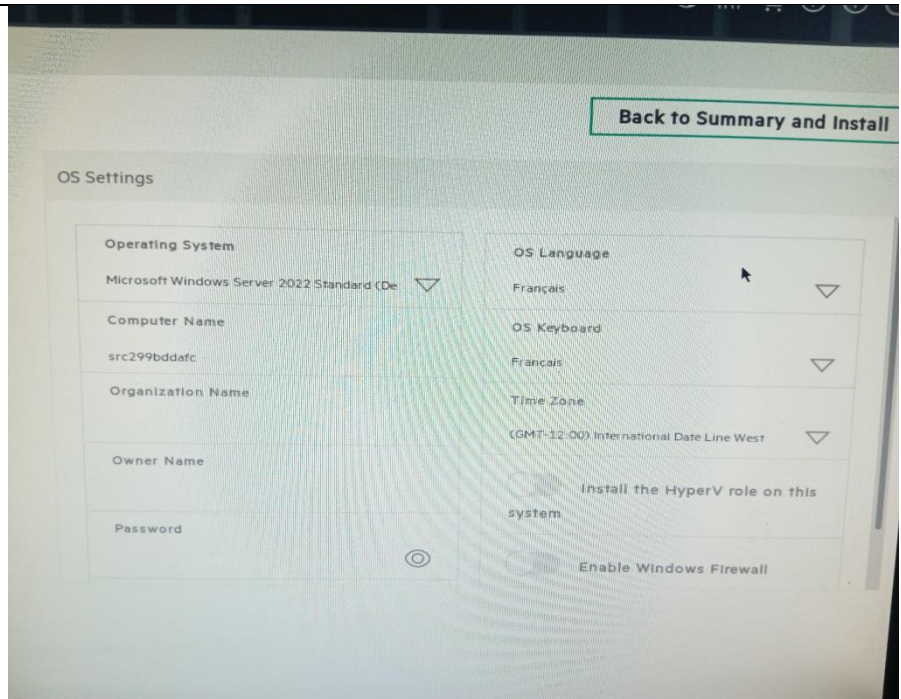 Back to Summary and Install
OS Settings
Operating System
Microsoft Windows Server 2022 Standard (De
Computer Name
src299bddafc
Organization Name
Owner Name
Password
OS Language
Français
OS Keyboard
Francais
Time Zone
(GMT-12:00) International Date Line West
Install the HyperV role on this
system
Enable Windows Firewall